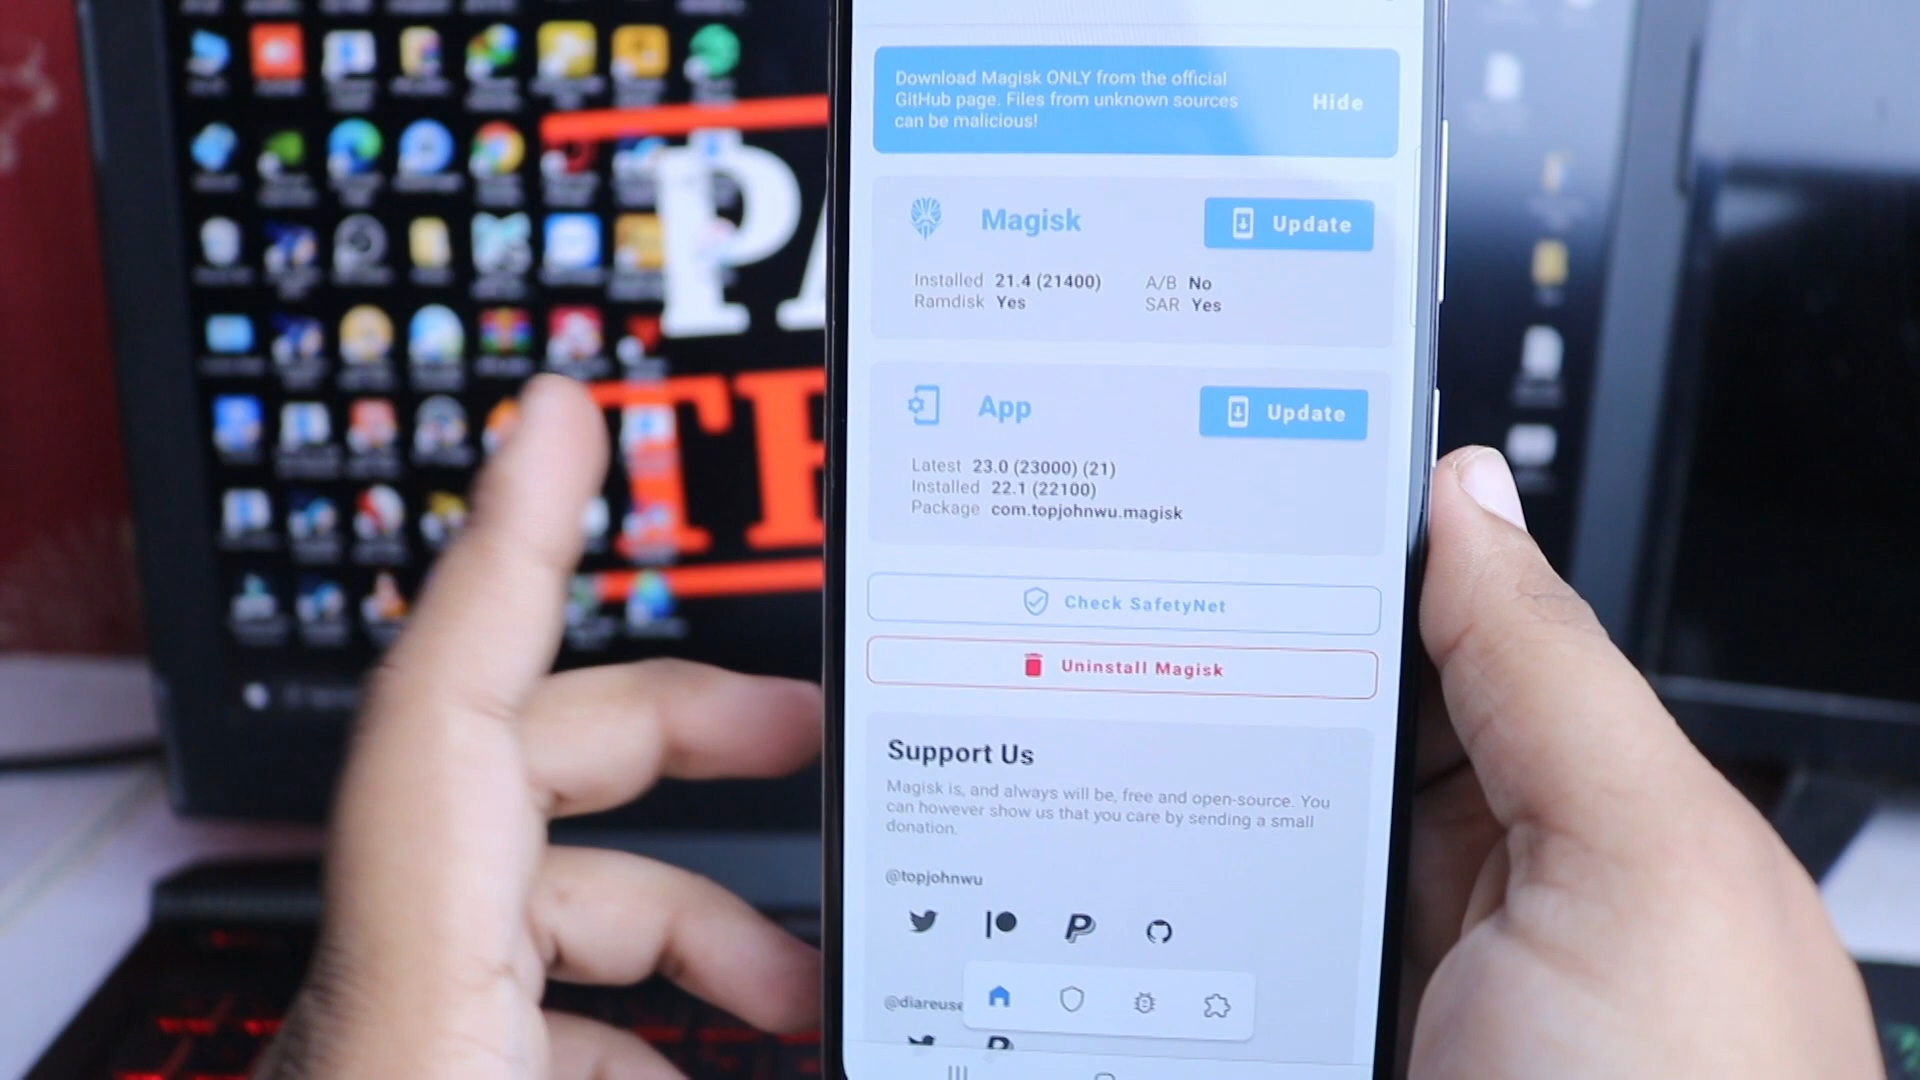 Download Magisk ONLY from the official
GitHub page. Files from unknown sources
can be malicious!
Hide
Magisk
Update
Installed 21.4 (21400)
A/B No
Ramdisk Yes
SAR Yes
App
Update
Latest 23.0 (23000) (21)
Installed 22.1 (22100)
Package com.topjohnwu.magisk
Check SafetyNet
Uninstall Magisk
Support Us
Magisk is, and always will be, free and open-source. You
can however show us that you care by sending a small
donation.
@topjohnwu
@diareuse